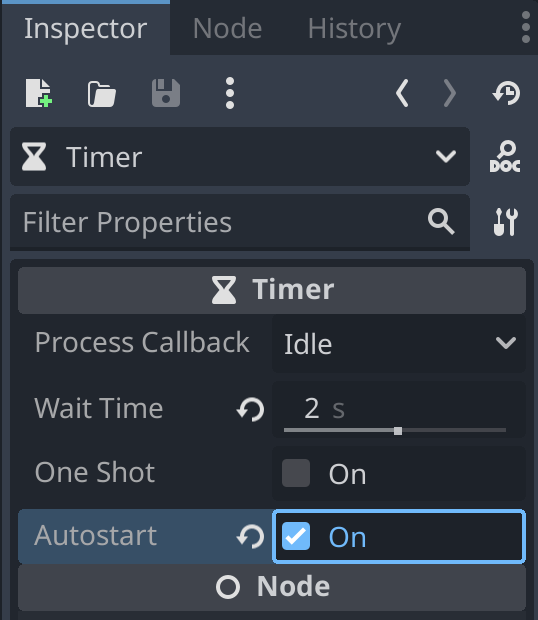 Inspector Node History
Timer
DOC
Filter Properties
Timer
Process Callback Idle
Wait Time 2 s
One Shot On
Autostart On
Node